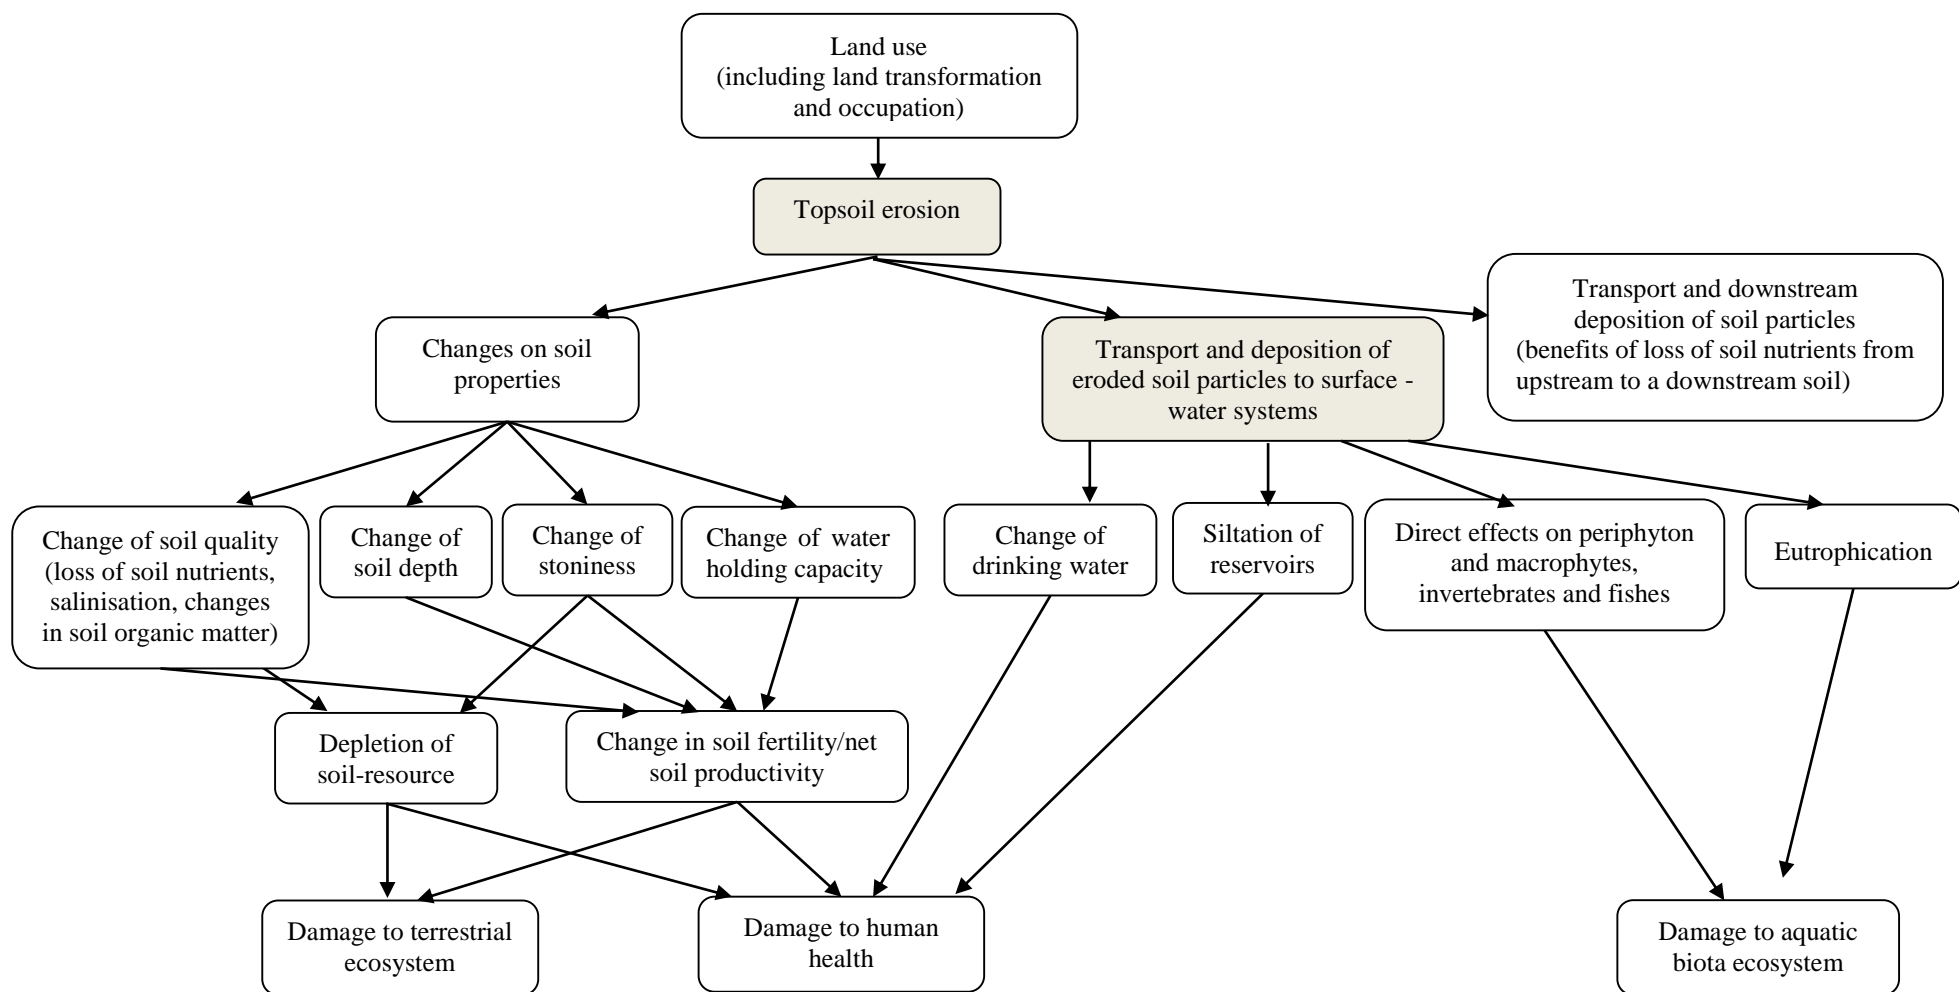 Land use
(including land transformation
and occupation)
Topsoil erosion
Transport and downstream
deposition of soil particles
(benefits of loss of soil nutrients from
upstream to a downstream soil)
Changes on soil
properties
Transport and deposition of
eroded soil particles to surface -
water systems
Change of soil quality
(loss of soil nutrients,
salinisation, changes
in soil organic matter)
Change of
soil depth
Change of
stoniness
Change of water
holding capacity
Change of
drinking water
Siltation of
reservoirs
Direct effects on periphyton
and macrophytes,
invertebrates and fishes
Eutrophication
Depletion of
soil-resource
Change in soil fertility/net
soil productivity
Damage to terrestrial
ecosystem
Damage to human
health
Damage to aquatic
biota ecosystem